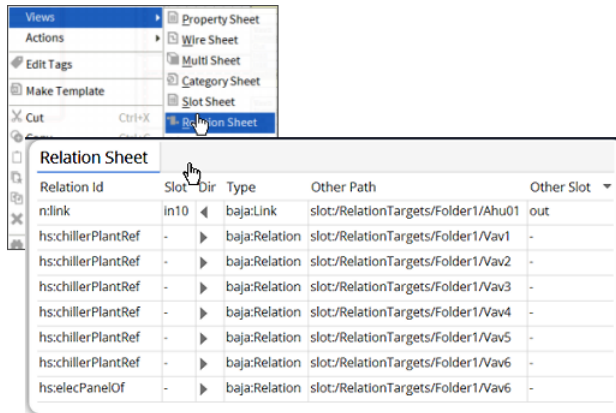 Views
Property Sheet
Actions
Wire Sheet
Edit Tags
Multi Sheet
Category Sheet
Make Template
Slot Sheet
Cut Ctrl+X
Relation Sheet
Relation Sheet
Relation Id Slot Dir Type Other Path Other Slot
n:link in10 baja:Link slot:/RelationTargets/Folder1/Ahu01 out
hs:chillerPlantRef - baja:Relation slot:/RelationTargets/Folder1/Vav1 -
hs:chillerPlantRef - baja:Relation slot:/RelationTargets/Folder1/Vav2 -
hs:chillerPlantRef - baja:Relation slot:/RelationTargets/Folder1/Vav3 -
hs:chillerPlantRef - baja:Relation slot:/RelationTargets/Folder1/Vav4 -
hs:chillerPlantRef - baja:Relation slot:/RelationTargets/Folder1/Vav5 -
hs:chillerPlantRef - baja:Relation slot:/RelationTargets/Folder1/Vav6 -
hs:elecPanelOf - baja:Relation slot:/RelationTargets/Folder1/Vav6 -